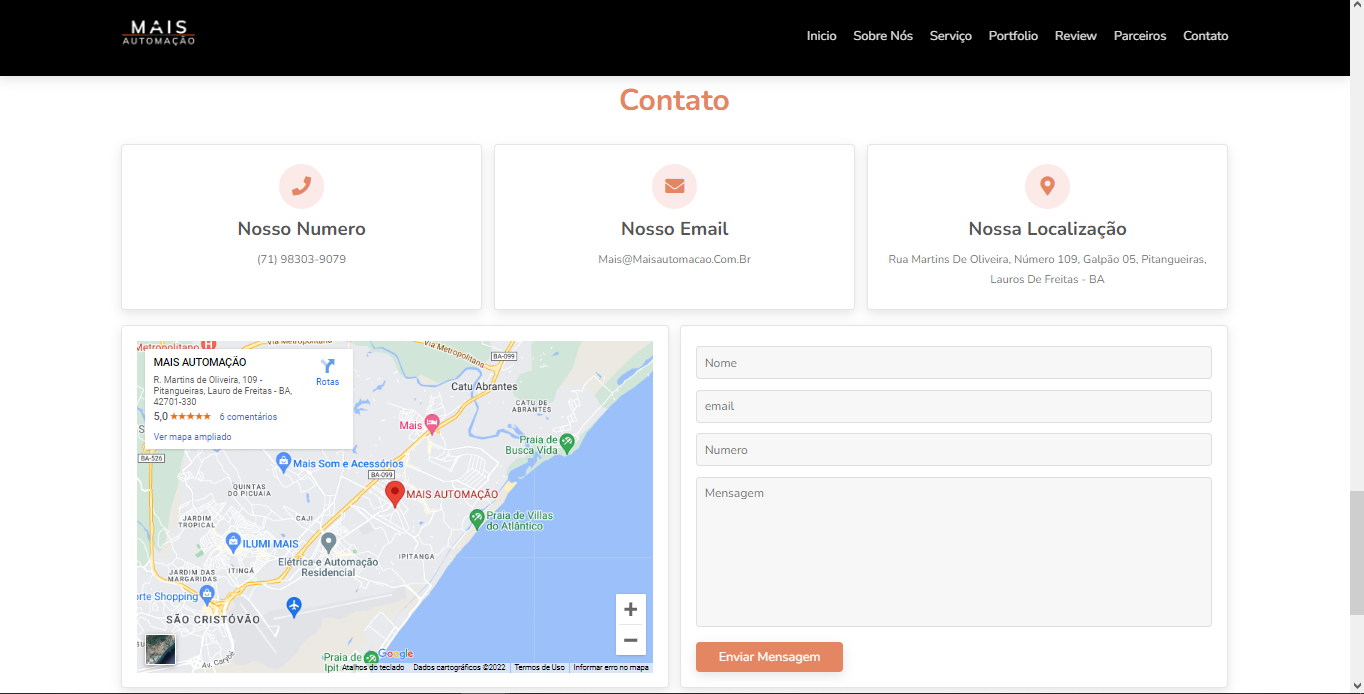 MAIS
AUTOMAÇÃO
Inicio
Sobre Nós
Serviço
Portfolio
Review
Parceiros
Contato
Contato
Nosso Numero
(71) 98303-9079
Nosso Email
Mais@Maisautomacao.Com.Br
Nossa Localização
Rua Martins De Oliveira, Número 109, Galpão 05, Pitangueiras,
Lauros De Freitas - BA
Metropolitano
Via Metropolitano
Via Metropolitano
BA-099
MAIS AUTOMAÇÃO
R. Martins de Oliveira, 109 -
Pitangueiras, Lauro de Freitas - BA,
42701-330
5,0
6 comentários
Ver mapa ampliado
Rotas
Catu Abrantes
CATU DE
ABRANTES
Mais
Praia de
Busca Vida
BA-526
Mais Som e Acessórios
BA-099
QUINTAS
DO PICUAIA
MAIS AUTOMAÇÃO
JARDIM
TROPICAL
CAJI
Praia de Villas
do Atlântico
ILUMI MAIS
Elétrica e Automação
Residencial
IPITANGA
JARDIM DAS
MARGARIDAS
ITINGA
orte Shopping
SÃO CRISTÓVÃO
Praia de
Ipit
Google
Atalhos do teclado
Dados cartográficos ©2022
Termos de Uso
Informar erro no mapa
Nome
email
Numero
Mensagem
Enviar Mensagem